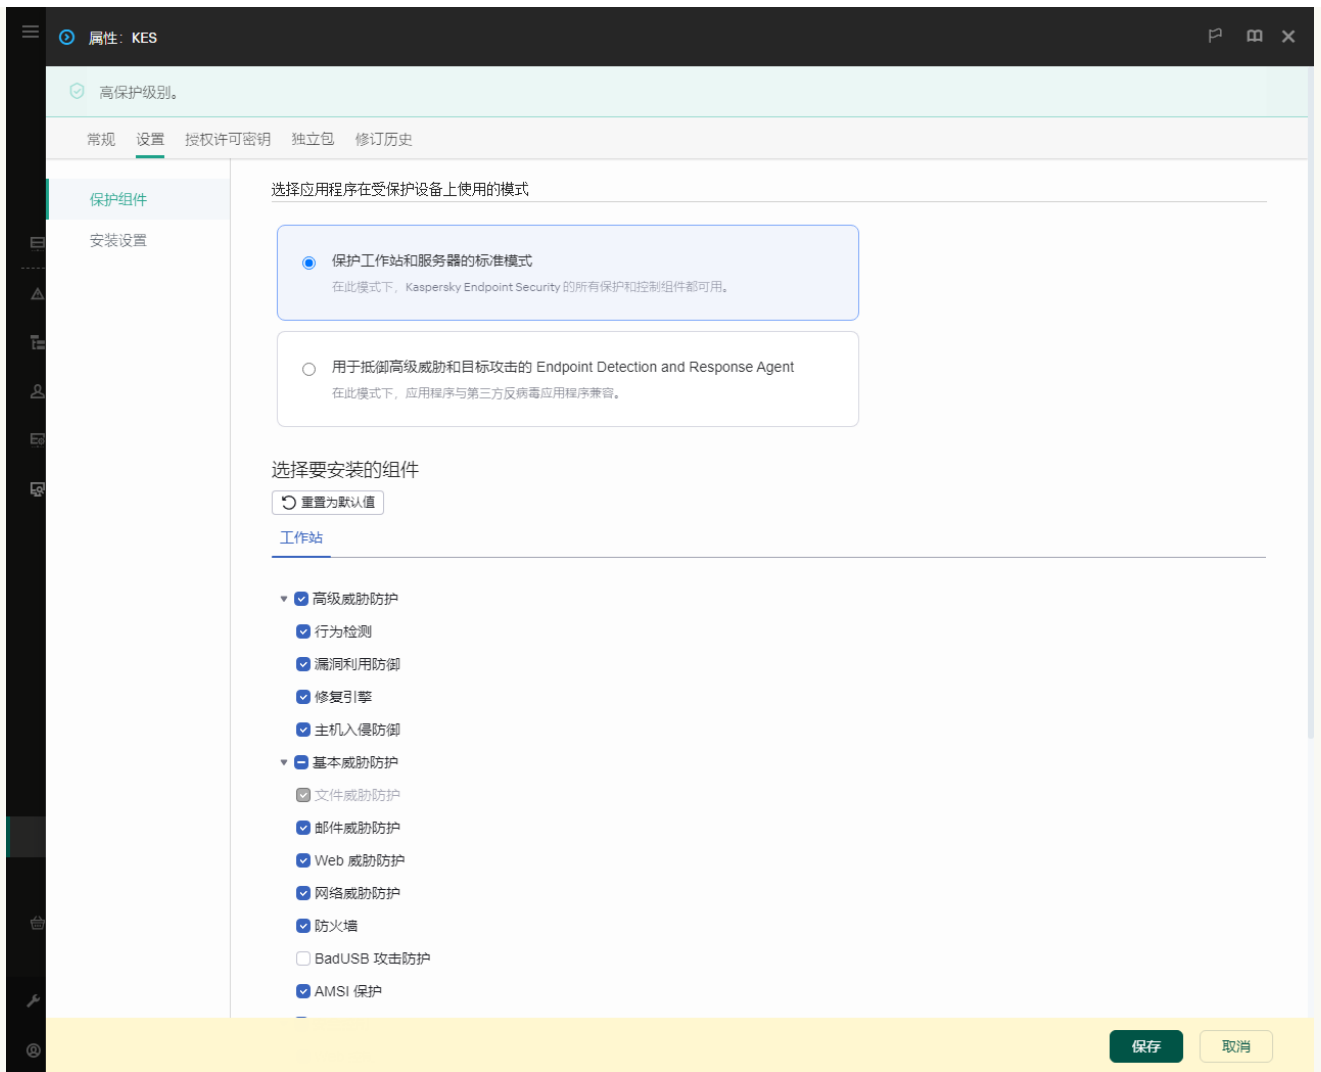 属性：KES
高保护级别。
常规 设置 授权许可密钥 独立包 修订历史
保护组件
安装设置
选择应用程序在受保护设备上使用的模式
保护工作站和服务器的标准模式
在此模式下，Kaspersky Endpoint Security 的所有保护和控制组件都可用。
用于抵御高级威胁和目标攻击的 Endpoint Detection and Response Agent
在此模式下，应用程序与第三方反病毒应用程序兼容。
选择要安装的组件
重置为默认值
工作站
高级威胁防护
行为检测
漏洞利用防御
修复引擎
主机入侵防御
基本威胁防护
文件威胁防护
邮件威胁防护
Web 威胁防护
网络威胁防护
防火墙
BadUSB 攻击防护
AMSI 保护
保存 取消